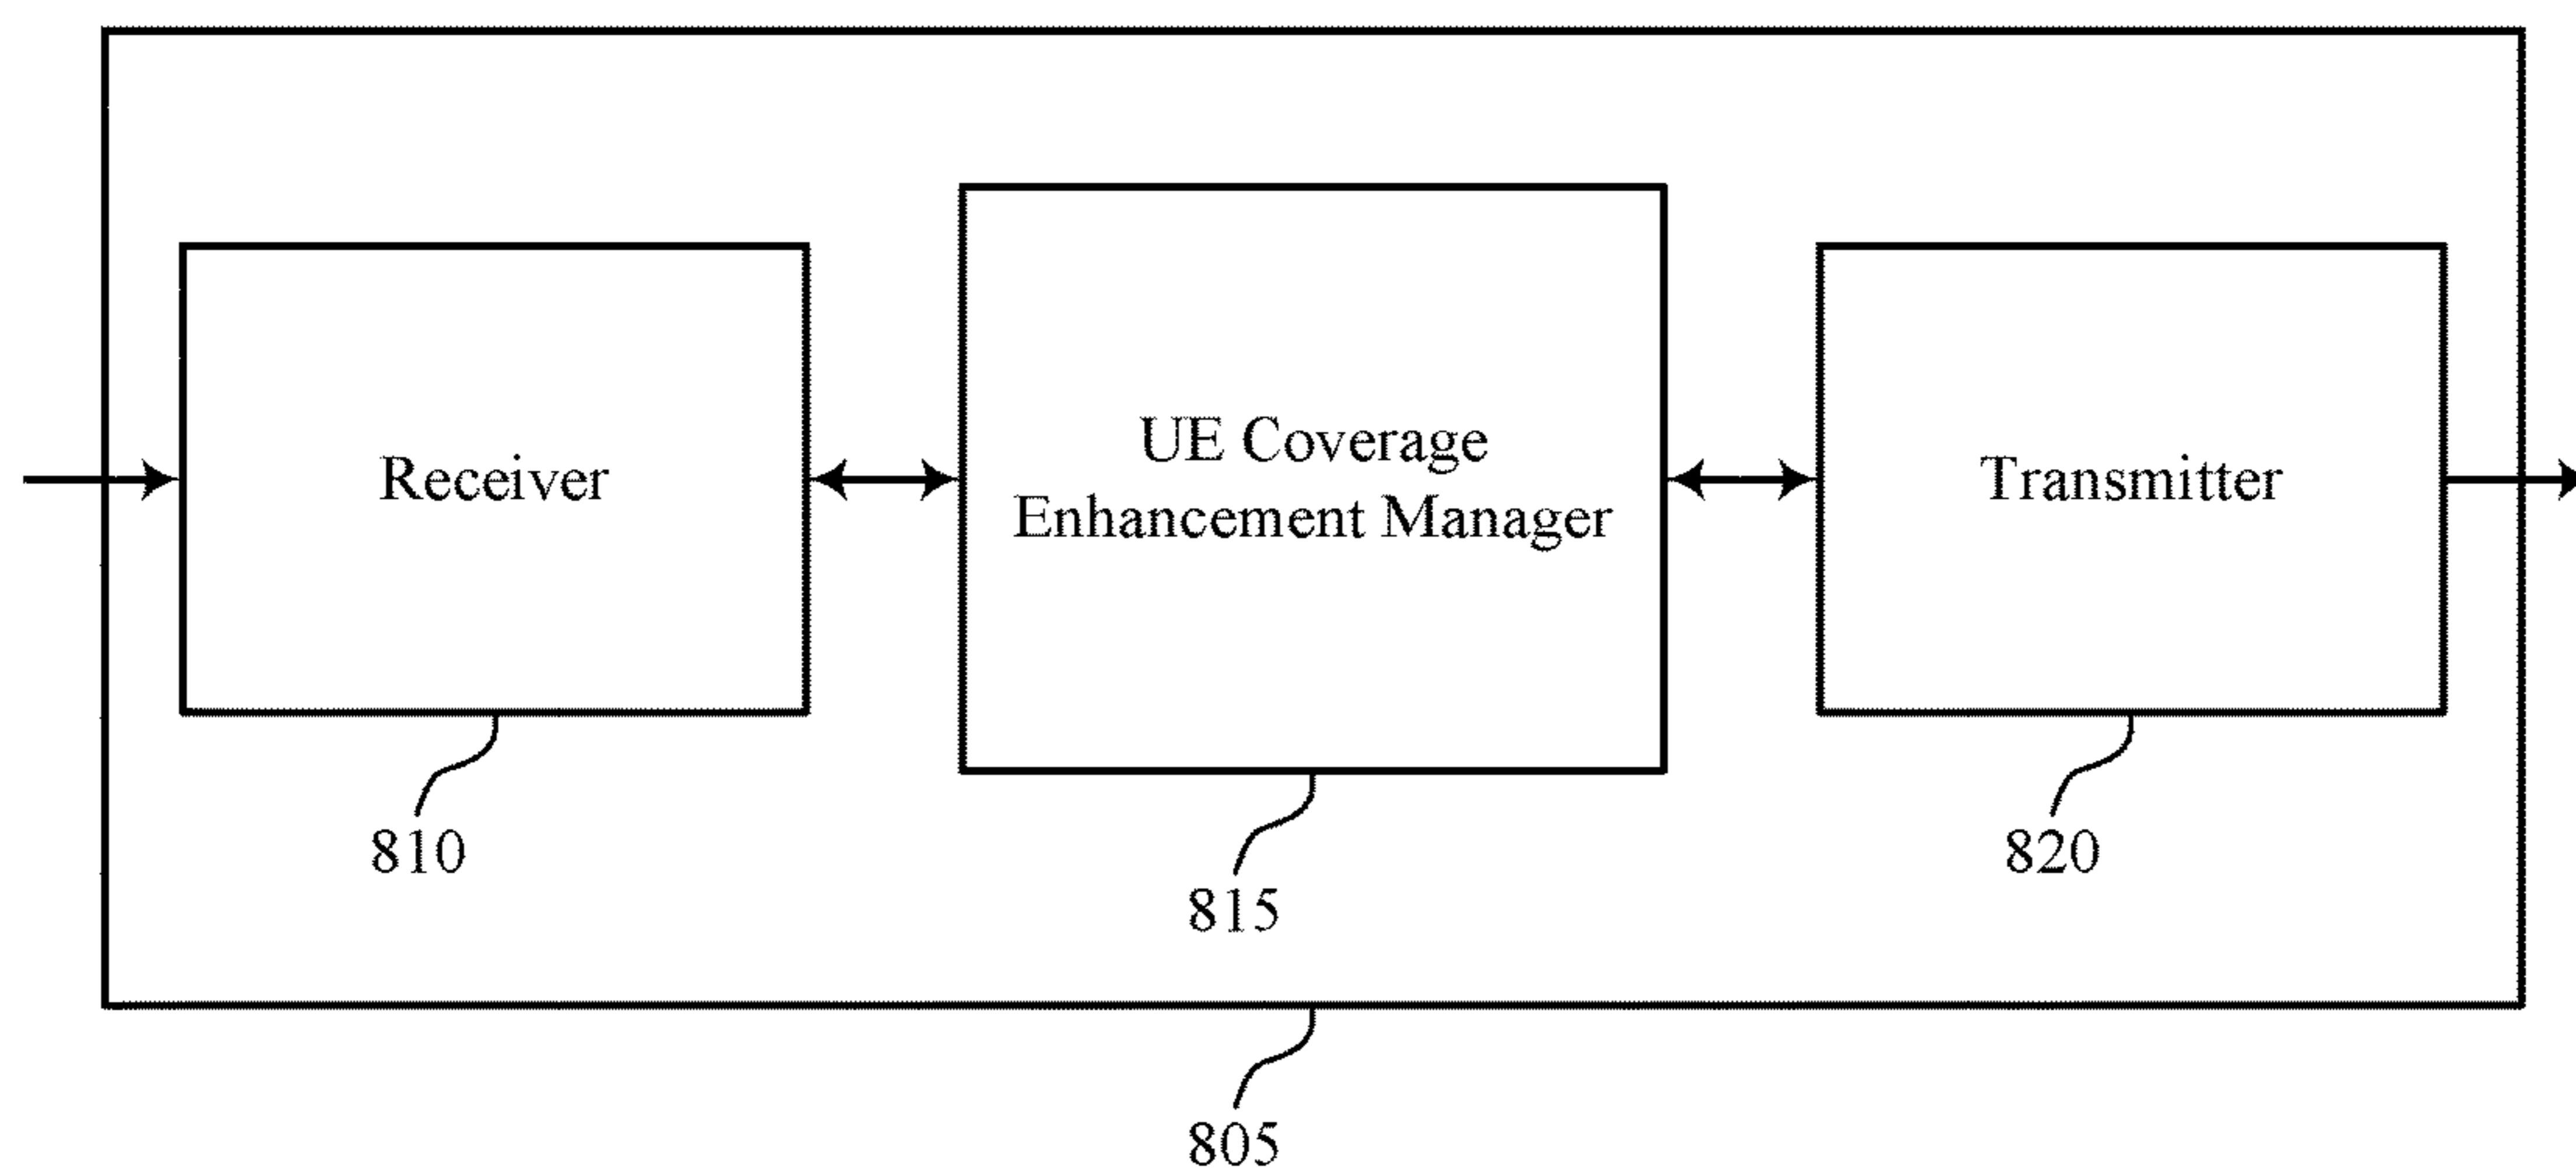 Receiver
UE Coverage
Enhancement Manager
Transmitter
810
815
820
805